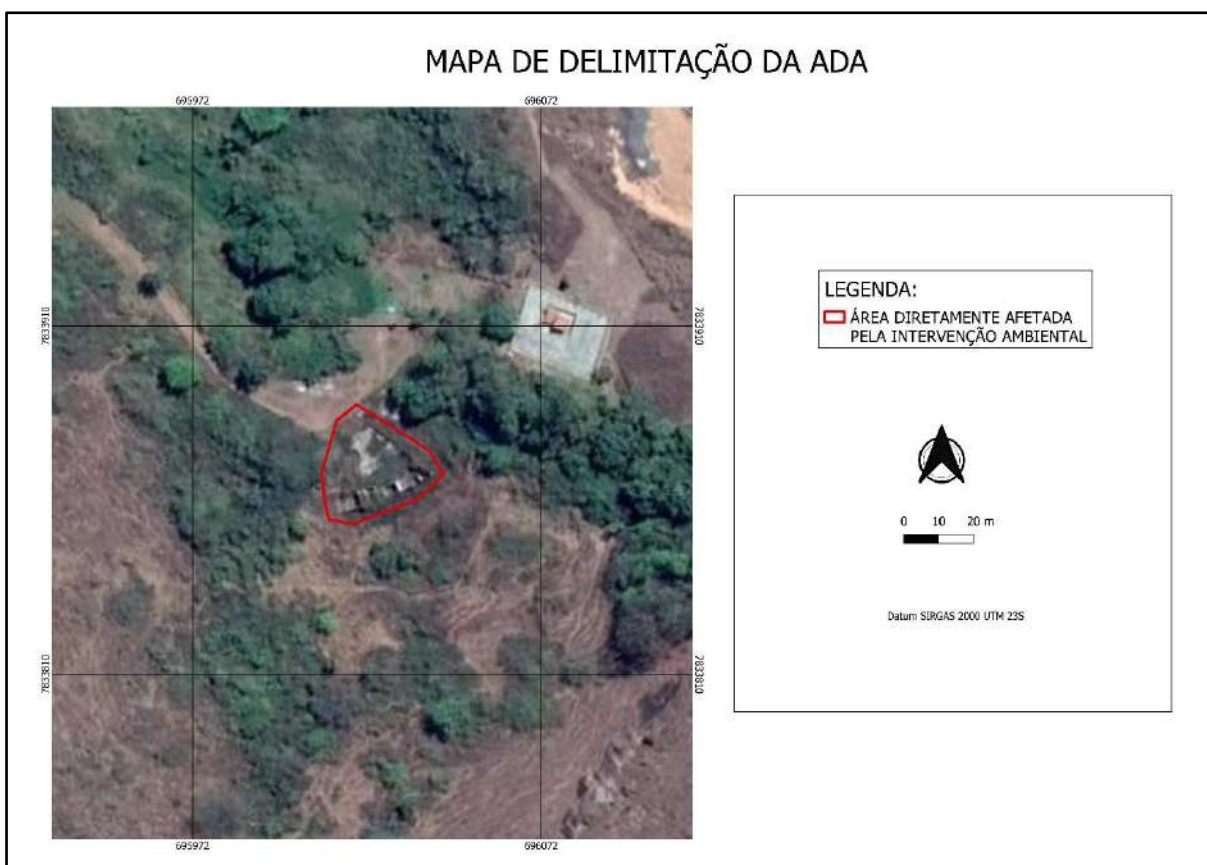 MAPA DE DELIMITAÇÃO DA ADA
695972 696072
7833910 7833910
7833810 7833810
695972 696072
LEGENDA:
ÁREA DIRETAMENTE AFETADA
PELA INTERVENÇÃO AMBIENTAL
0 10 20 m
Datum SIRGAS 2000 UTM 23S